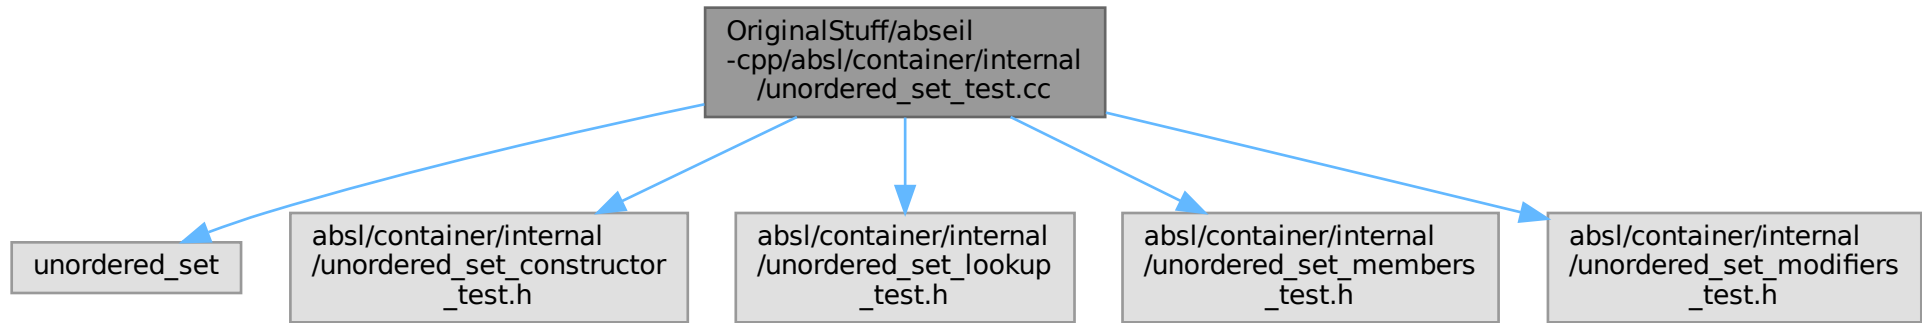 OriginalStuff/abseil
-cpp/absl/container/internal
/unordered_set_test.cc
unordered_set
absl/container/internal
/unordered_set_constructor
_test.h
absl/container/internal
/unordered_set_lookup
_test.h
absl/container/internal
/unordered_set_members
_test.h
absl/container/internal
/unordered_set_modifiers
_test.h